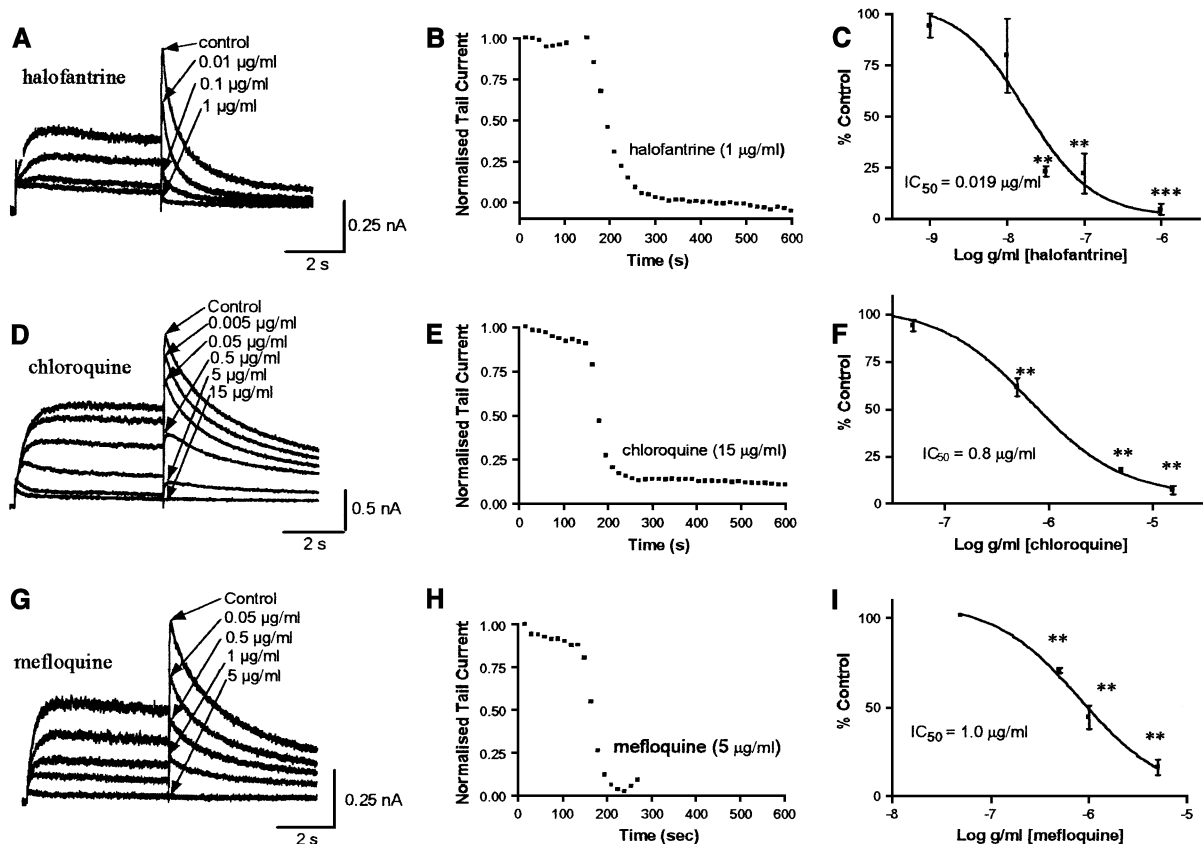 A
halofantrine
control
0.01 µg/ml
0.1 µg/ml
1 µg/ml
0.25 nA
2 s
B
Normalised Tail Current
1.00
0.75
0.50
0.25
0.00
halofantrine (1 µg/ml)
0 100 200 300 400 500 600
Time (s)
C
% Control
100
75
50
25
0
** ** ***
IC50 = 0.019 µg/ml
-9 -8 -7 -6
Log g/ml [halofantrine]
D
chloroquine
Control
0.005 µg/ml
0.05 µg/ml
0.5 µg/ml
5 µg/ml
15 µg/ml
0.5 nA
2 s
E
Normalised Tail Current
1.00
0.75
0.50
0.25
0.00
chloroquine (15 µg/ml)
0 100 200 300 400 500 600
Time (s)
F
% Control
100
75
50
25
0
** ** **
IC50 = 0.8 µg/ml
-7 -6 -5
Log g/ml [chloroquine]
G
mefloquine
Control
0.05 µg/ml
0.5 µg/ml
1 µg/ml
5 µg/ml
0.25 nA
2 s
H
Normalised Tail Current
1.00
0.75
0.50
0.25
0.00
mefloquine (5 µg/ml)
0 100 200 300 400 500 600
Time (sec)
I
% Control
100
50
0
** ** **
IC50 = 1.0 µg/ml
-8 -7 -6 -5
Log g/ml [mefloquine]